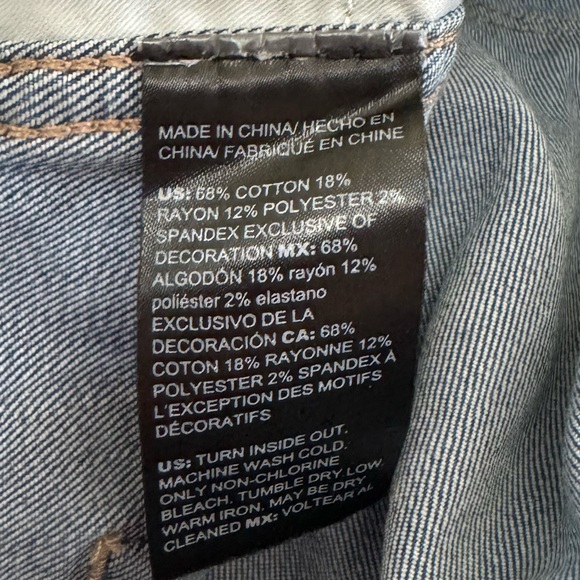 MADE IN CHINA/ HECHO EN
CHINA/ FABRIQUÉ EN CHINE
US: 68% COTTON 18%
RAYON 12% POLYESTER 2%
SPANDEX EXCLUSIVE OF
DECORATION MX: 68%
ALGODÓN 18% rayón 12%
poliéster 2% elastano
EXCLUSIVO DE LA
DECORACIÓN CA: 68%
COTON 18% RAYONNE 12%
POLYESTER 2% SPANDEX À
L'EXCEPTION DES MOTIFS
DÉCORATIFS
US: TURN INSIDE OUT.
MACHINE WASH COLD.
ONLY NON-CHLORINE
BLEACH. TUMBLE DRY LOW.
WARM IRON. MAY BE DRY
CLEANED MX: VOLTEAR AL